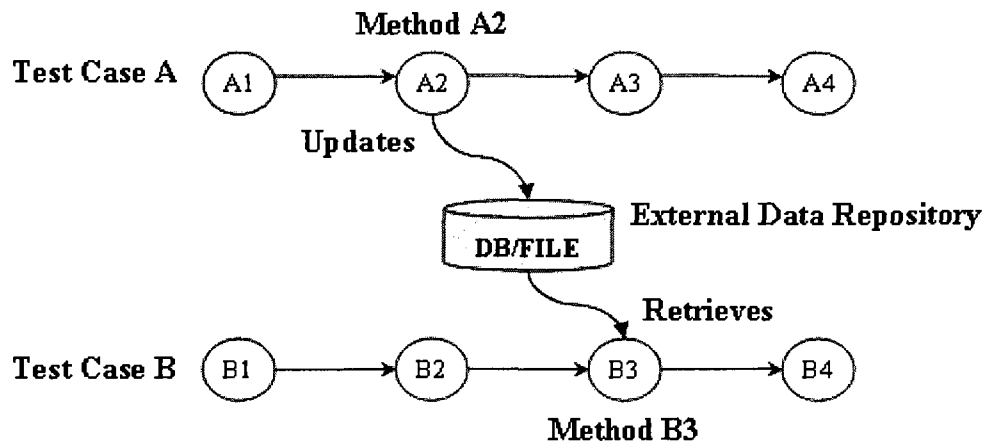 Method A2
Test Case A
A1
A2
A3
A4
Updates
External Data Repository
DB/FILE
Retrieves
Test Case B
B1
B2
B3
B4
Method B3